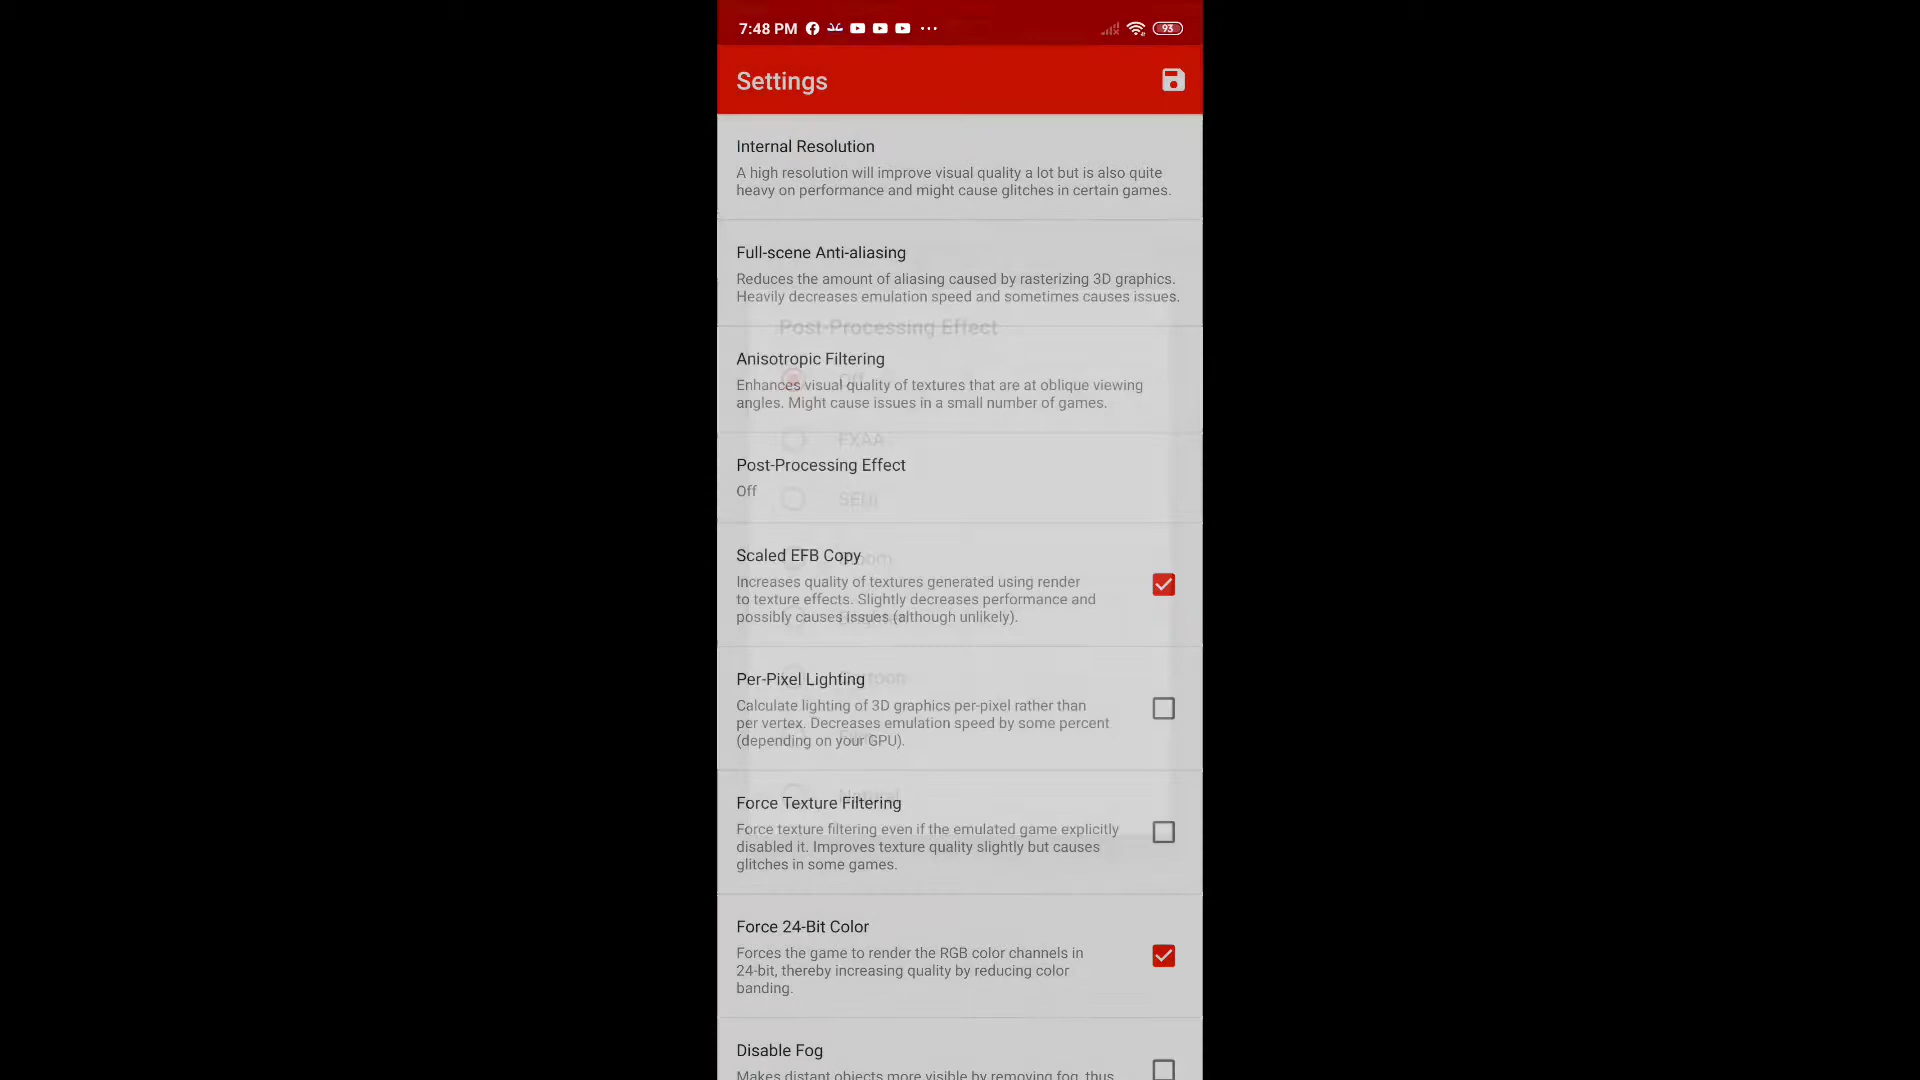 7:48 PM
93
Settings
Internal Resolution
A high resolution will improve visual quality a lot but is also quite
heavy on performance and might cause glitches in certain games.
Full-scene Anti-aliasing
Reduces the amount of aliasing caused by rasterizing 3D graphics.
Heavily decreases emulation speed and sometimes causes issues.
Post-Processing Effect
Anisotropic Filtering
Off
Enhances visual quality of textures that are at oblique viewing
angles. Might cause issues in a small number of games.
FXAA
Post-Processing Effect
Off
Scaled EFB Copy
Increases quality of textures generated using render
to texture effects. Slightly decreases performance and
possibly causes issues (although unlikely).
Per-Pixel Lighting
Calculate lighting of 3D graphics per-pixel rather than
per vertex. Decreases emulation speed by some percent
(depending on your GPU).
Natural
Force Texture Filtering
Force texture filtering even if the emulated game explicitly
disabled it. Improves texture quality slightly but causes
glitches in some games.
Force 24-Bit Color
Forces the game to render the RGB color channels in
24-bit, thereby increasing quality by reducing color
banding.
Disable Fog
Makes distant objects more visible by removing fog, thus